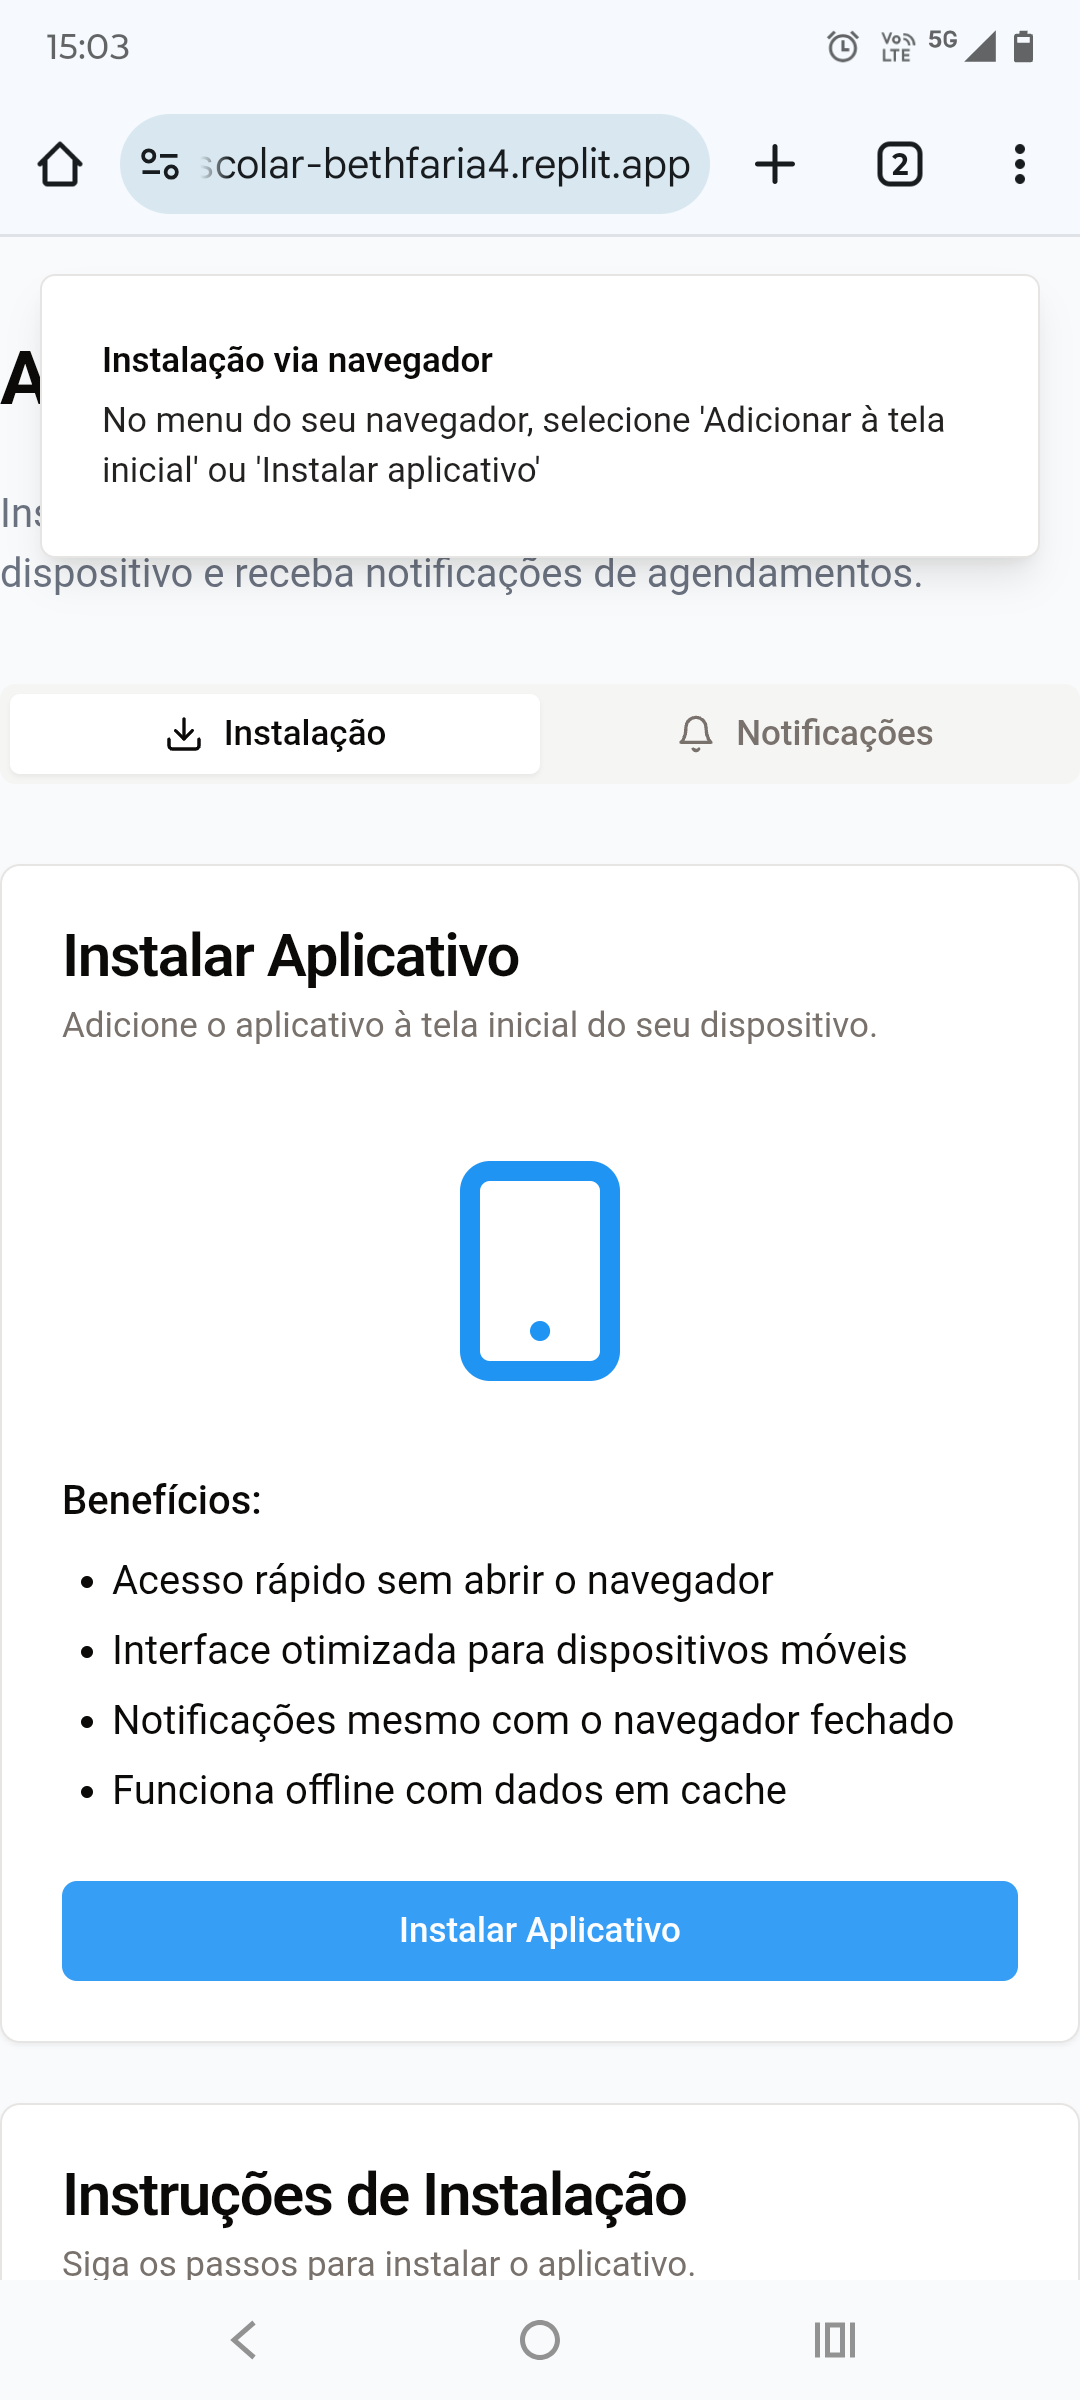 15:03
Vo LTE 5G
scolar-bethfaria4.replit.app
2
Instalação via navegador
No menu do seu navegador, selecione 'Adicionar à tela
inicial' ou 'Instalar aplicativo'
A
Ins
dispositivo e receba notificações de agendamentos.
Instalação
Notificações
Instalar Aplicativo
Adicione o aplicativo à tela inicial do seu dispositivo.
Benefícios:
• Acesso rápido sem abrir o navegador
• Interface otimizada para dispositivos móveis
• Notificações mesmo com o navegador fechado
• Funciona offline com dados em cache
Instalar Aplicativo
Instruções de Instalação
Siga os passos para instalar o aplicativo.